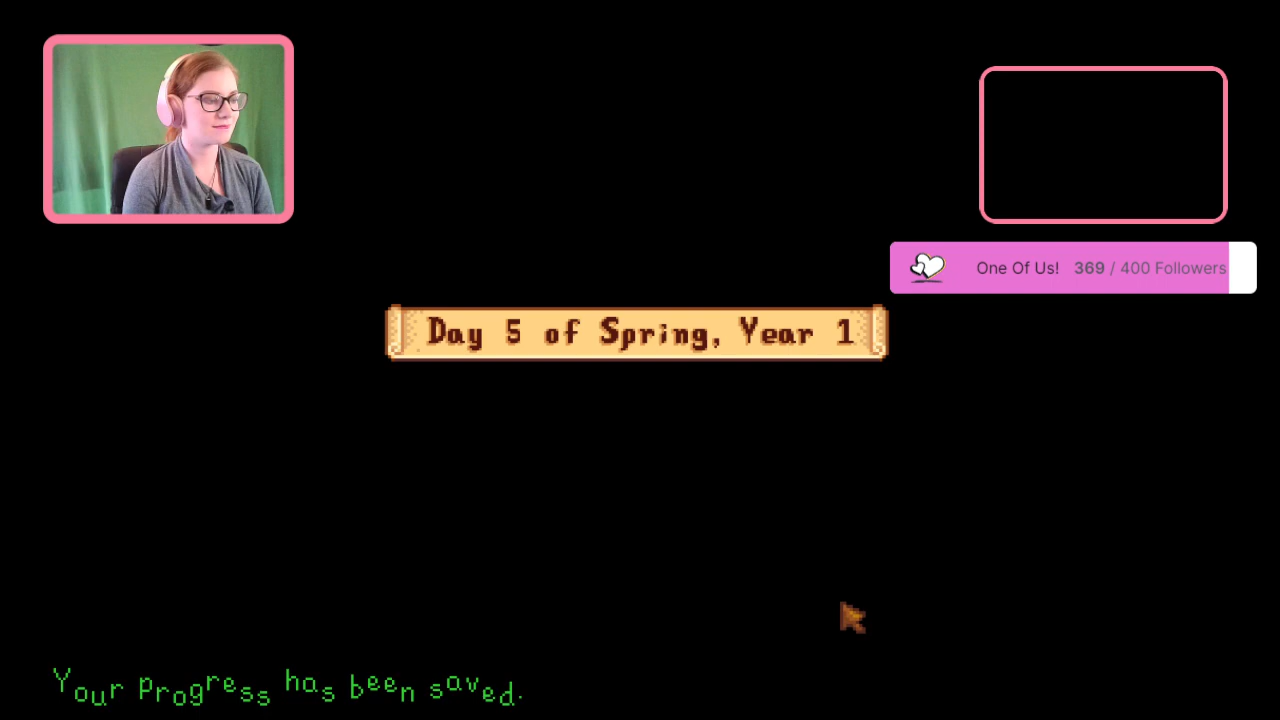 One Of Us! 369 / 400 Followers
Day 5 of Spring, Year 1
Your progress has been saved.